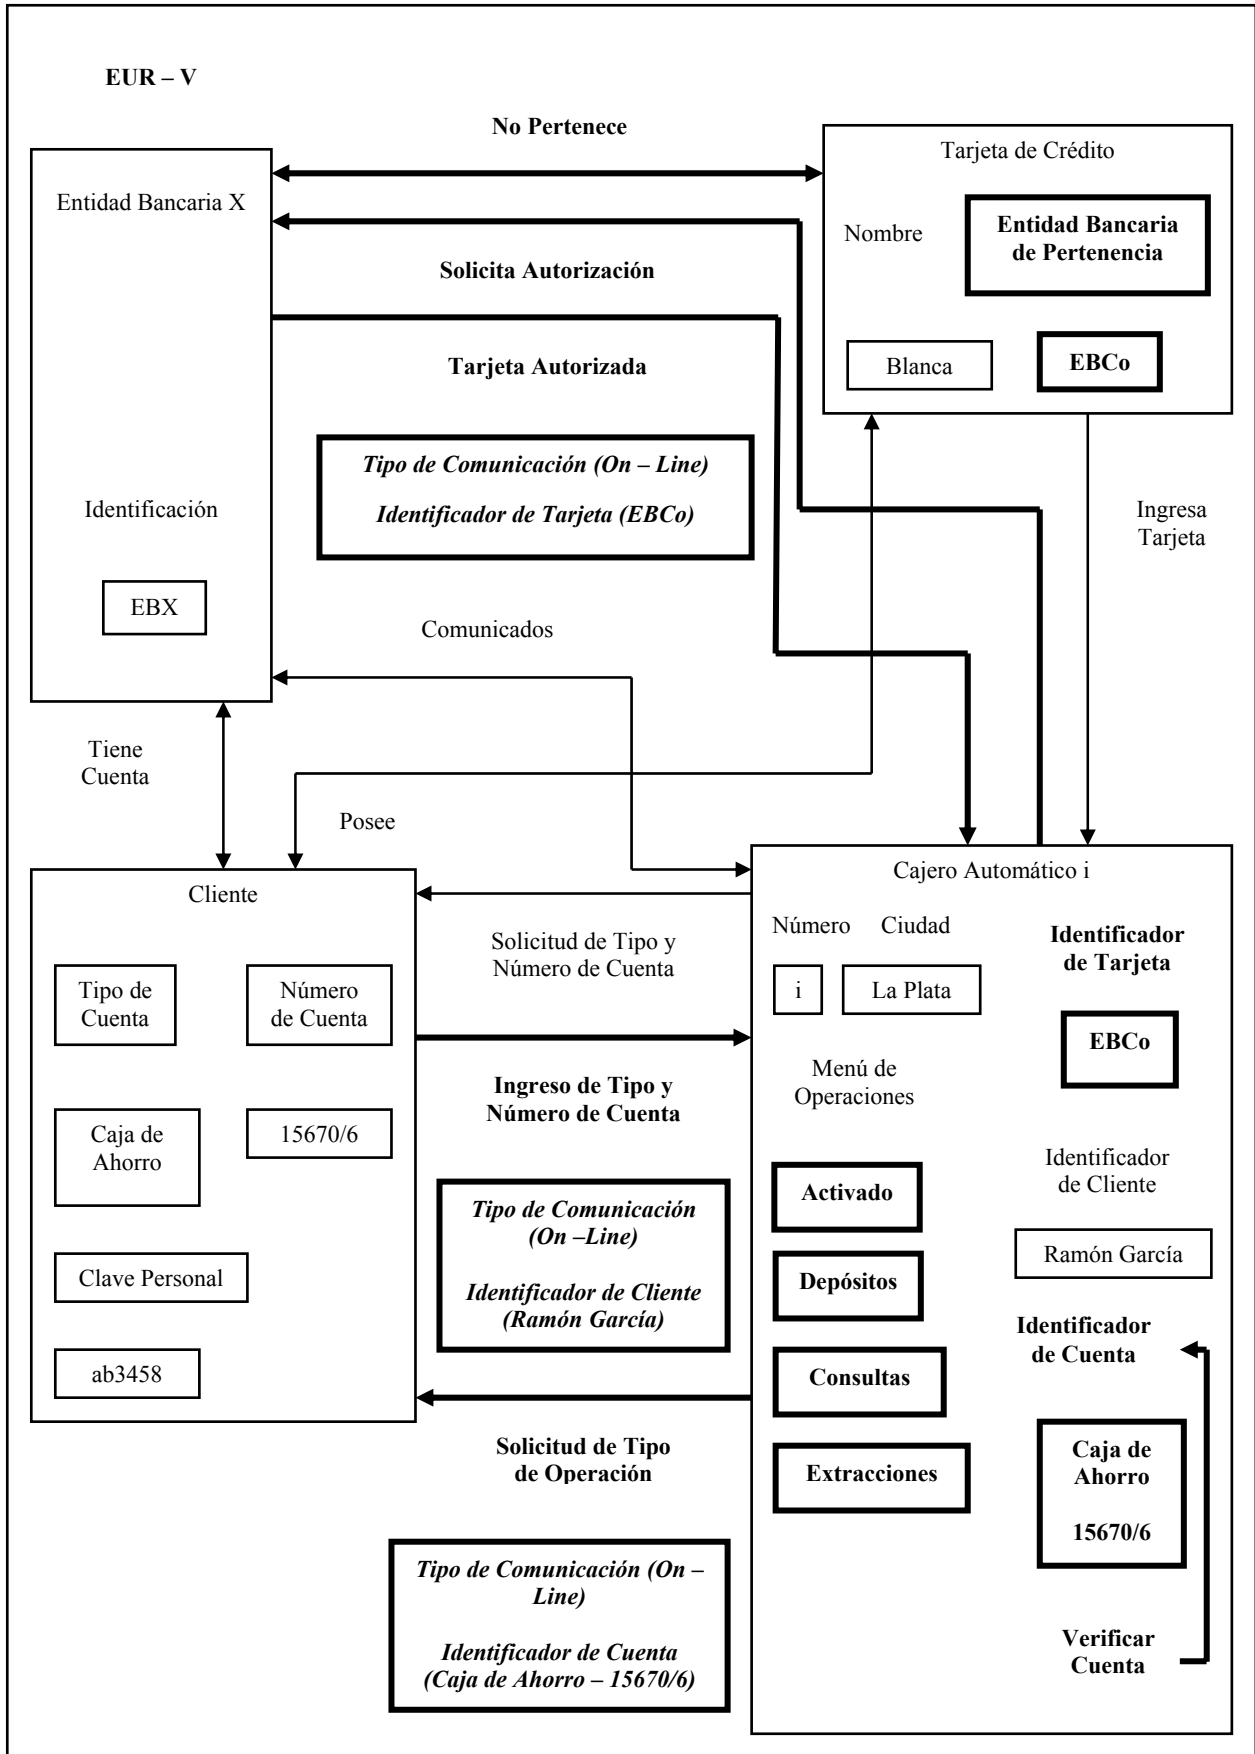 EUR – V
No Pertenece
Tarjeta de Crédito
Entidad Bancaria X
Nombre
Entidad Bancaria
de Pertenencia
Solicita Autorización
Tarjeta Autorizada
Blanca
EBCo
Tipo de Comunicación (On – Line)
Identificador de Tarjeta (EBCo)
Identificación
Ingresa
Tarjeta
EBX
Comunicados
Tiene
Cuenta
Posee
Cliente
Cajero Automático i
Solicitud de Tipo y
Número de Cuenta
Número
Ciudad
Identificador
de Tarjeta
Tipo de
Cuenta
Número
de Cuenta
i
La Plata
EBCo
Ingreso de Tipo y
Número de Cuenta
Menú de
Operaciones
Caja de
Ahorro
15670/6
Identificador
de Cliente
Activado
Tipo de Comunicación
(On –Line)
Identificador de Cliente
(Ramón García)
Ramón García
Clave Personal
Depósitos
Identificador
de Cuenta
ab3458
Consultas
Solicitud de Tipo
de Operación
Extracciones
Caja de
Ahorro
15670/6
Tipo de Comunicación (On –
Line)
Identificador de Cuenta
(Caja de Ahorro – 15670/6)
Verificar
Cuenta